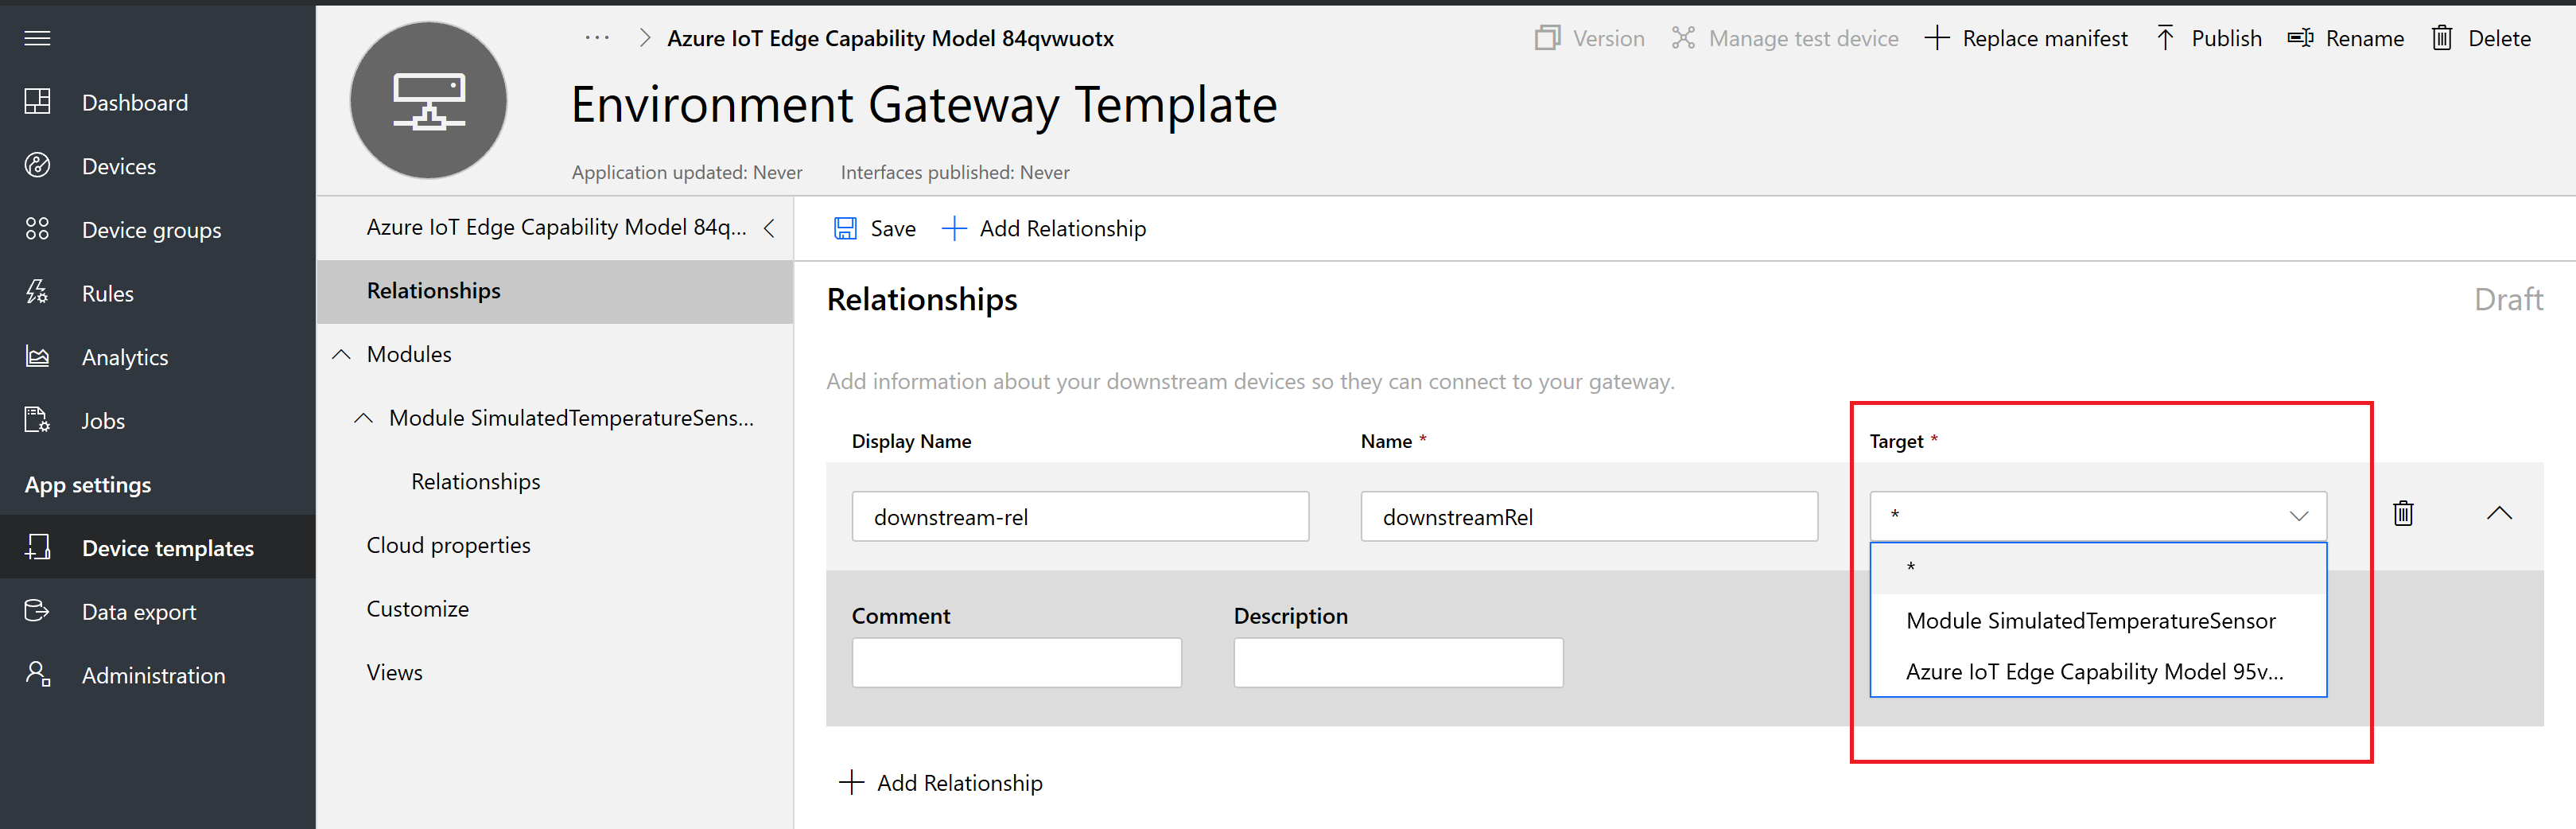 ··· > Azure IoT Edge Capability Model 84qvwuotx
Version Manage test device Replace manifest Publish Rename Delete
Environment Gateway Template
Application updated: Never Interfaces published: Never
Dashboard
Devices
Device groups
Rules
Analytics
Jobs
App settings
Device templates
Data export
Administration
Azure IoT Edge Capability Model 84q...
Relationships
Modules
Module SimulatedTemperatureSens...
Relationships
Cloud properties
Customize
Views
Save Add Relationship
Relationships
Draft
Add information about your downstream devices so they can connect to your gateway.
Display Name Name * Target *
downstream-rel downstreamRel *
*
Module SimulatedTemperatureSensor
Azure IoT Edge Capability Model 95v...
Comment Description
Add Relationship